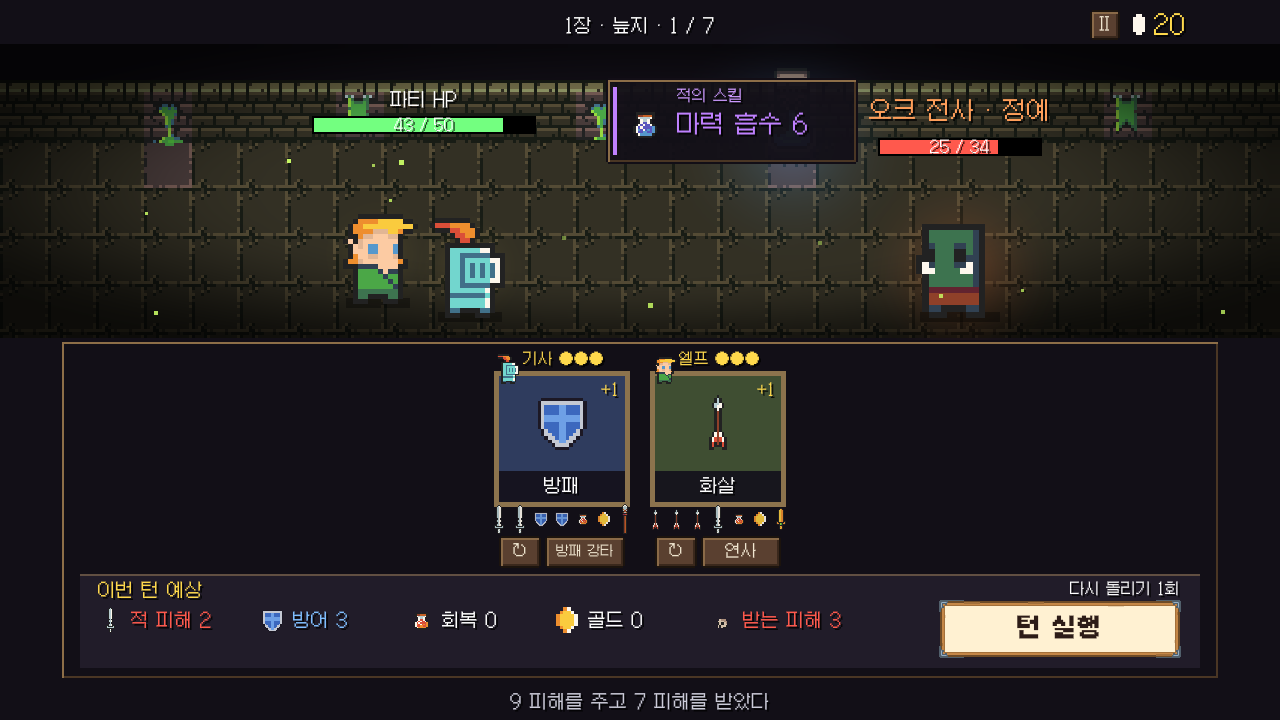 1장 · 늪지 · 1 / 7
II
20
파티 HP
43 / 50
적의 스킬
마력 흡수 6
오크 전사 · 정예
25 / 34
기사
엘프
+1
+1
방패
화살
↻
방패 강타
↻
연사
이번 턴 예상
다시 돌리기 1회
적 피해 2
방어 3
회복 0
골드 0
받는 피해 3
턴 실행
9 피해를 주고 7 피해를 받았다